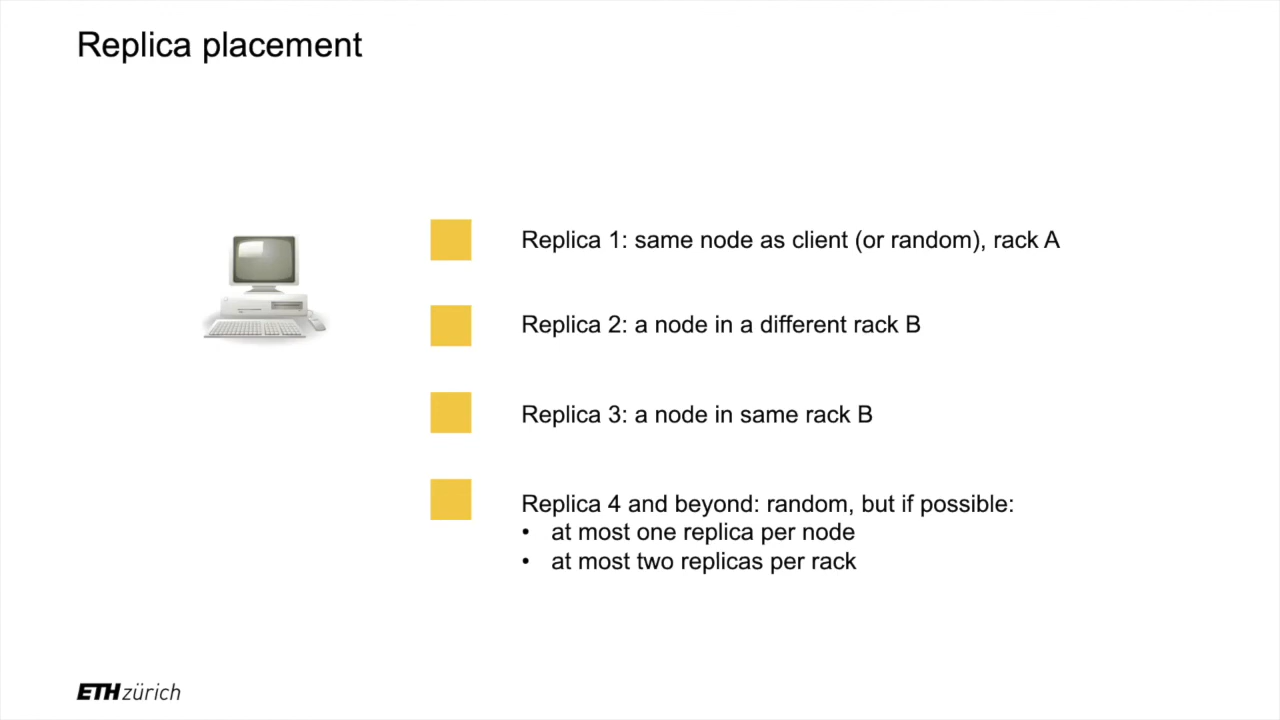 Replica placement
Replica 1: same node as client (or random), rack A
Replica 2: a node in a different rack B
Replica 3: a node in same rack B
Replica 4 and beyond: random, but if possible:
• at most one replica per node
• at most two replicas per rack
ETH zürich